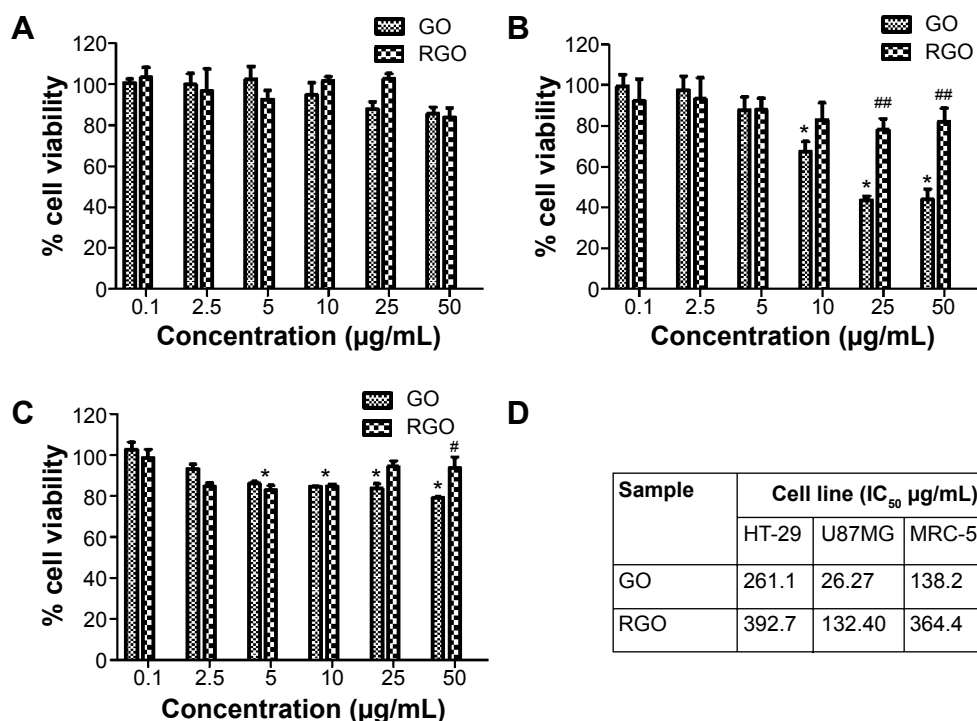 A
GO
RGO
% cell viability
120
100
80
60
40
20
0
0.1 2.5 5 10 25 50
Concentration (µg/mL)
B
GO
RGO
% cell viability
120
100
80
60
40
20
0
* ## * ## *
0.1 2.5 5 10 25 50
Concentration (µg/mL)
C
GO
RGO
% cell viability
120
100
80
60
40
20
0
* * * # *
0.1 2.5 5 10 25 50
Concentration (µg/mL)
D
Sample Cell line (IC50 µg/mL)
HT-29 U87MG MRC-5
GO 261.1 26.27 138.2
RGO 392.7 132.40 364.4